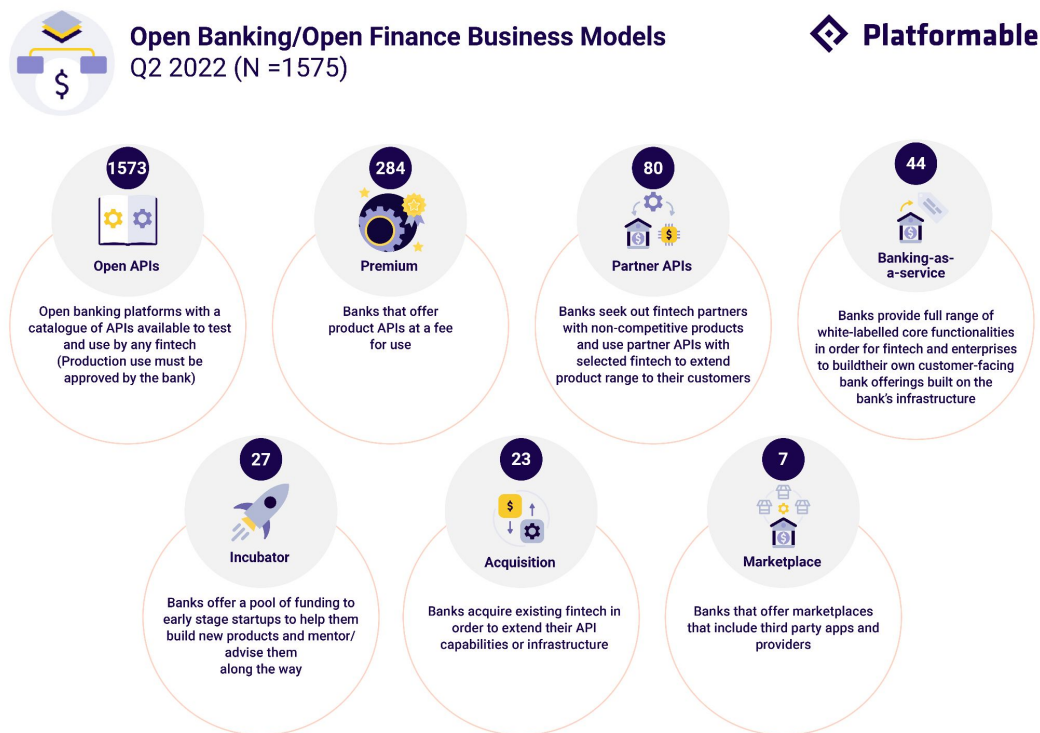 Open Banking/Open Finance Business Models
Q2 2022 (N =1575)
Platformable
1573
Open APIs
Open banking platforms with a
catalogue of APIs available to test
and use by any fintech
(Production use must be
approved by the bank)
284
Premium
Banks that offer
product APIs at a fee
for use
80
Partner APIs
Banks seek out fintech partners
with non-competitive products
and use partner APIs with
selected fintech to extend
product range to their customers
44
Banking-as-
a-service
Banks provide full range of
white-labelled core functionalities
in order for fintech and enterprises
to buildtheir own customer-facing
bank offerings built on the
bank's infrastructure
27
Incubator
Banks offer a pool of funding to
early stage startups to help them
build new products and mentor/
advise them
along the way
23
Acquisition
Banks acquire existing fintech in
order to extend their API
capabilities or infrastructure
7
Marketplace
Banks that offer marketplaces
that include third party apps and
providers